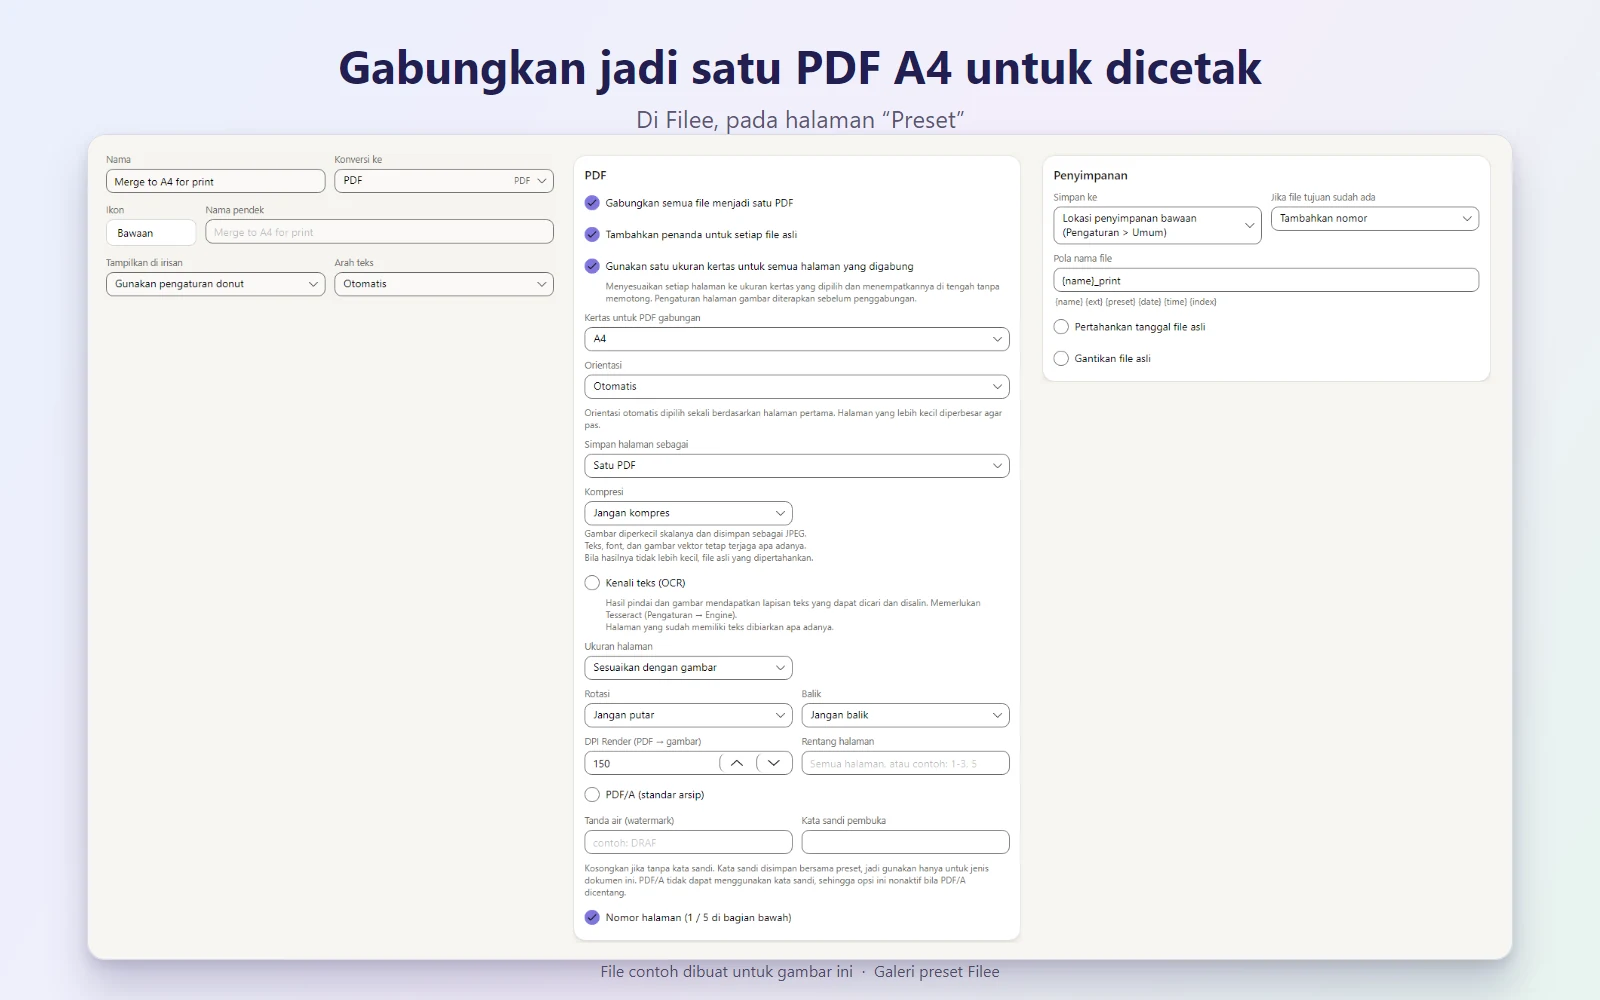 Gabungkan jadi satu PDF A4 untuk dicetak
Di Filee, pada halaman “Preset”
Nama
Merge to A4 for print
Konversi ke
PDF
PDF
Ikon
Bawaan
Nama pendek
Merge to A4 for print
Tampilkan di irisan
Gunakan pengaturan donut
Arah teks
Otomatis
PDF
Gabungkan semua file menjadi satu PDF
Tambahkan penanda untuk setiap file asli
Gunakan satu ukuran kertas untuk semua halaman yang digabung
Menyesuaikan setiap halaman ke ukuran kertas yang dipilih dan menempatkannya di tengah tanpa
memotong. Pengaturan halaman gambar diterapkan sebelum penggabungan.
Kertas untuk PDF gabungan
A4
Orientasi
Otomatis
Orientasi otomatis dipilih sekali berdasarkan halaman pertama. Halaman yang lebih kecil diperbesar agar
pas.
Simpan halaman sebagai
Satu PDF
Kompresi
Jangan kompres
Gambar diperkecil skalanya dan disimpan sebagai JPEG.
Teks, font, dan gambar vektor tetap terjaga apa adanya.
Bila hasilnya tidak lebih kecil, file asli yang dipertahankan.
Kenali teks (OCR)
Hasil pindai dan gambar mendapatkan lapisan teks yang dapat dicari dan disalin. Memerlukan
Tesseract (Pengaturan → Engine).
Halaman yang sudah memiliki teks dibiarkan apa adanya.
Ukuran halaman
Sesuaikan dengan gambar
Rotasi
Jangan putar
Balik
Jangan balik
DPI Render (PDF → gambar)
150
Rentang halaman
Semua halaman, atau contoh: 1-3, 5
PDF/A (standar arsip)
Tanda air (watermark)
contoh: DRAF
Kata sandi pembuka
Kosongkan jika tanpa kata sandi. Kata sandi disimpan bersama preset, jadi gunakan hanya untuk jenis
dokumen ini. PDF/A tidak dapat menggunakan kata sandi, sehingga opsi ini nonaktif bila PDF/A
dicentang.
Nomor halaman (1 / 5 di bagian bawah)
Penyimpanan
Simpan ke
Lokasi penyimpanan bawaan
(Pengaturan > Umum)
Jika file tujuan sudah ada
Tambahkan nomor
Pola nama file
{name}_print
{name} {ext} {preset} {date} {time} {index}
Pertahankan tanggal file asli
Gantikan file asli
File contoh dibuat untuk gambar ini · Galeri preset Filee